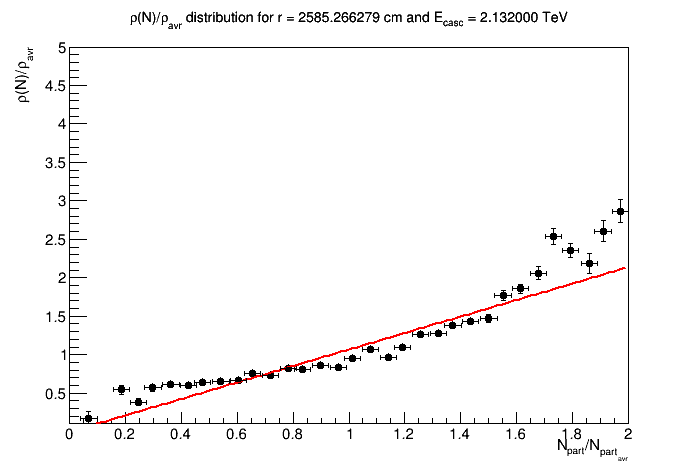 ρ(N)/ρavr distribution for r = 2585.266279 cm and Ecasc = 2.132000 TeV
ρ(N)/ρavr
5
4.5
4
3.5
3
2.5
2
1.5
1
0.5
0 0.2 0.4 0.6 0.8 1 1.2 1.4 1.6 1.8 2
Npart/Npartavr